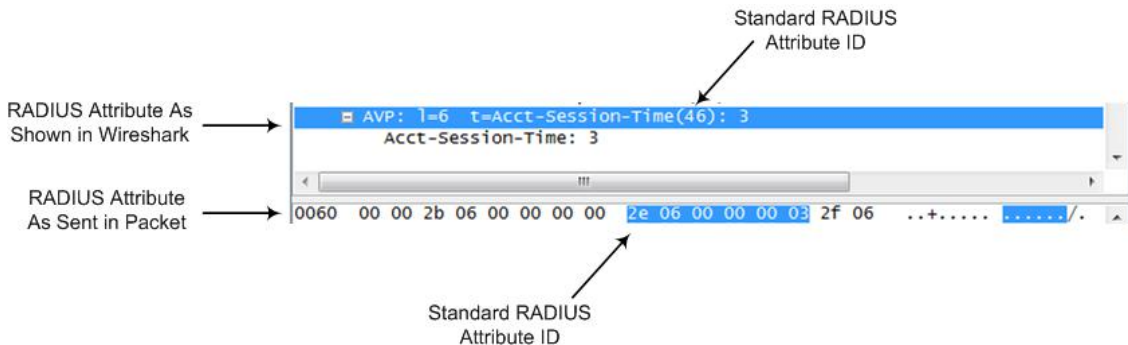 Standard RADIUS
Attribute ID
RADIUS Attribute As
Shown in Wireshark
AVP: l=6 t=Acct-Session-Time(46): 3
Acct-Session-Time: 3
RADIUS Attribute
As Sent in Packet
0060 00 00 2b 06 00 00 00 00 2e 06 00 00 00 03 2f 06 ..+..... ....../.
Standard RADIUS
Attribute ID